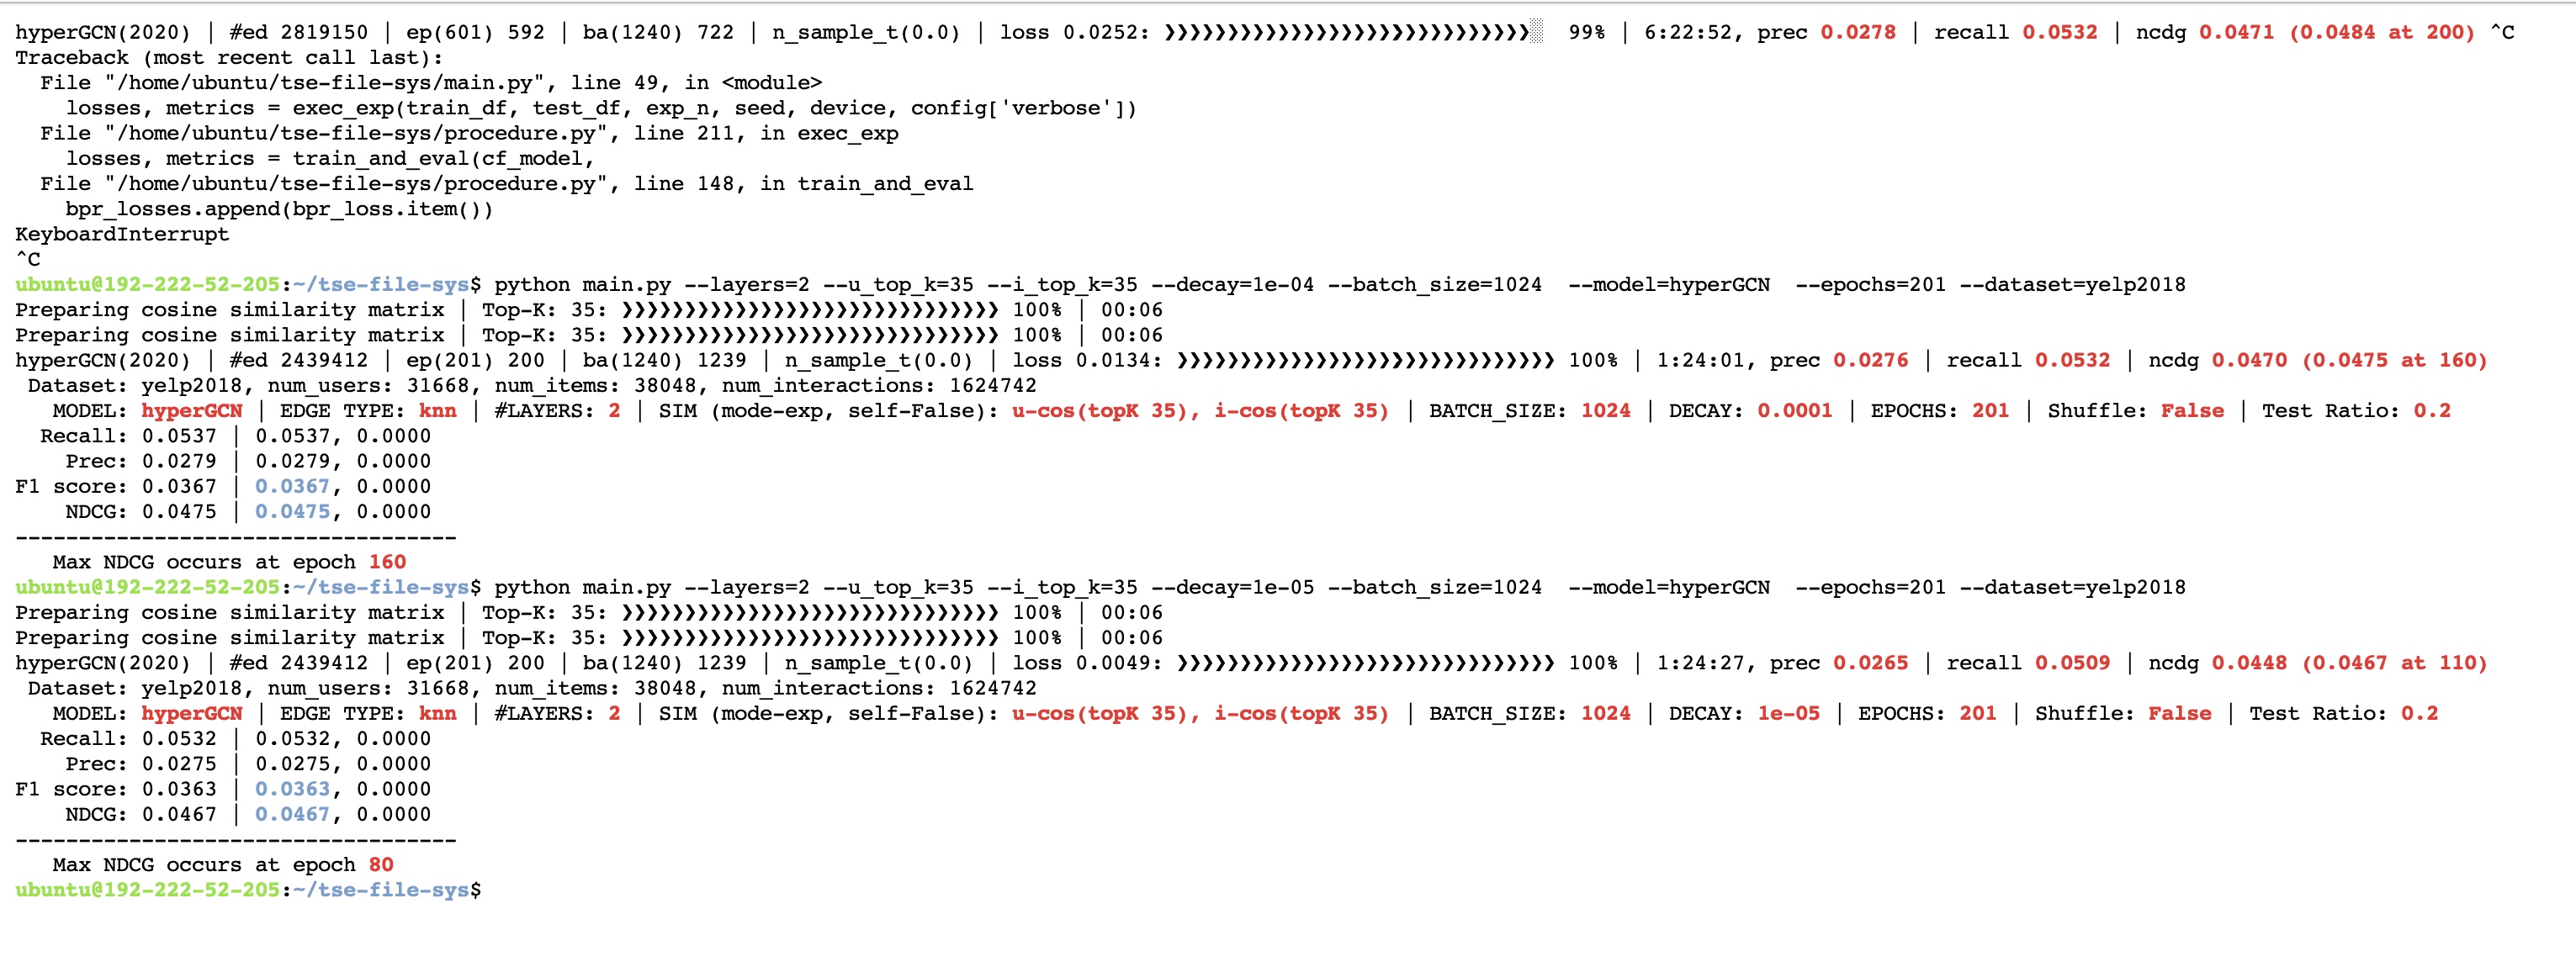 hyperGCN(2020) | #ed 2819150 | ep(601) 592 | ba(1240) 722 | n_sample_t(0.0) | loss 0.0252: ❯❯❯❯❯❯❯❯❯❯❯❯❯❯❯❯❯❯❯❯❯❯❯❯❯❯❯❯❯░  99% | 6:22:52, prec 0.0278 | recall 0.0532 | ncdg 0.0471 (0.0484 at 200) ^C
Traceback (most recent call last):
  File "/home/ubuntu/tse-file-sys/main.py", line 49, in <module>
    losses, metrics = exec_exp(train_df, test_df, exp_n, seed, device, config['verbose'])
  File "/home/ubuntu/tse-file-sys/procedure.py", line 211, in exec_exp
    losses, metrics = train_and_eval(cf_model,
  File "/home/ubuntu/tse-file-sys/procedure.py", line 148, in train_and_eval
    bpr_losses.append(bpr_loss.item())
KeyboardInterrupt
^C
ubuntu@192-222-52-205:~/tse-file-sys$ python main.py --layers=2 --u_top_k=35 --i_top_k=35 --decay=1e-04 --batch_size=1024  --model=hyperGCN  --epochs=201 --dataset=yelp2018
Preparing cosine similarity matrix | Top-K: 35: ❯❯❯❯❯❯❯❯❯❯❯❯❯❯❯❯❯❯❯❯❯❯❯❯❯❯❯❯❯❯ 100% | 00:06
Preparing cosine similarity matrix | Top-K: 35: ❯❯❯❯❯❯❯❯❯❯❯❯❯❯❯❯❯❯❯❯❯❯❯❯❯❯❯❯❯❯ 100% | 00:06
hyperGCN(2020) | #ed 2439412 | ep(201) 200 | ba(1240) 1239 | n_sample_t(0.0) | loss 0.0134: ❯❯❯❯❯❯❯❯❯❯❯❯❯❯❯❯❯❯❯❯❯❯❯❯❯❯❯❯❯❯ 100% | 1:24:01, prec 0.0276 | recall 0.0532 | ncdg 0.0470 (0.0475 at 160)
 Dataset: yelp2018, num_users: 31668, num_items: 38048, num_interactions: 1624742
   MODEL: hyperGCN | EDGE TYPE: knn | #LAYERS: 2 | SIM (mode-exp, self-False): u-cos(topK 35), i-cos(topK 35) | BATCH_SIZE: 1024 | DECAY: 0.0001 | EPOCHS: 201 | Shuffle: False | Test Ratio: 0.2
  Recall: 0.0537 | 0.0537, 0.0000
    Prec: 0.0279 | 0.0279, 0.0000
F1 score: 0.0367 | 0.0367, 0.0000
    NDCG: 0.0475 | 0.0475, 0.0000
-----------------------------------
   Max NDCG occurs at epoch 160
ubuntu@192-222-52-205:~/tse-file-sys$ python main.py --layers=2 --u_top_k=35 --i_top_k=35 --decay=1e-05 --batch_size=1024  --model=hyperGCN  --epochs=201 --dataset=yelp2018
Preparing cosine similarity matrix | Top-K: 35: ❯❯❯❯❯❯❯❯❯❯❯❯❯❯❯❯❯❯❯❯❯❯❯❯❯❯❯❯❯❯ 100% | 00:06
Preparing cosine similarity matrix | Top-K: 35: ❯❯❯❯❯❯❯❯❯❯❯❯❯❯❯❯❯❯❯❯❯❯❯❯❯❯❯❯❯❯ 100% | 00:06
hyperGCN(2020) | #ed 2439412 | ep(201) 200 | ba(1240) 1239 | n_sample_t(0.0) | loss 0.0049: ❯❯❯❯❯❯❯❯❯❯❯❯❯❯❯❯❯❯❯❯❯❯❯❯❯❯❯❯❯❯ 100% | 1:24:27, prec 0.0265 | recall 0.0509 | ncdg 0.0448 (0.0467 at 110)
 Dataset: yelp2018, num_users: 31668, num_items: 38048, num_interactions: 1624742
   MODEL: hyperGCN | EDGE TYPE: knn | #LAYERS: 2 | SIM (mode-exp, self-False): u-cos(topK 35), i-cos(topK 35) | BATCH_SIZE: 1024 | DECAY: 1e-05 | EPOCHS: 201 | Shuffle: False | Test Ratio: 0.2
  Recall: 0.0532 | 0.0532, 0.0000
    Prec: 0.0275 | 0.0275, 0.0000
F1 score: 0.0363 | 0.0363, 0.0000
    NDCG: 0.0467 | 0.0467, 0.0000
-----------------------------------
   Max NDCG occurs at epoch 80
ubuntu@192-222-52-205:~/tse-file-sys$